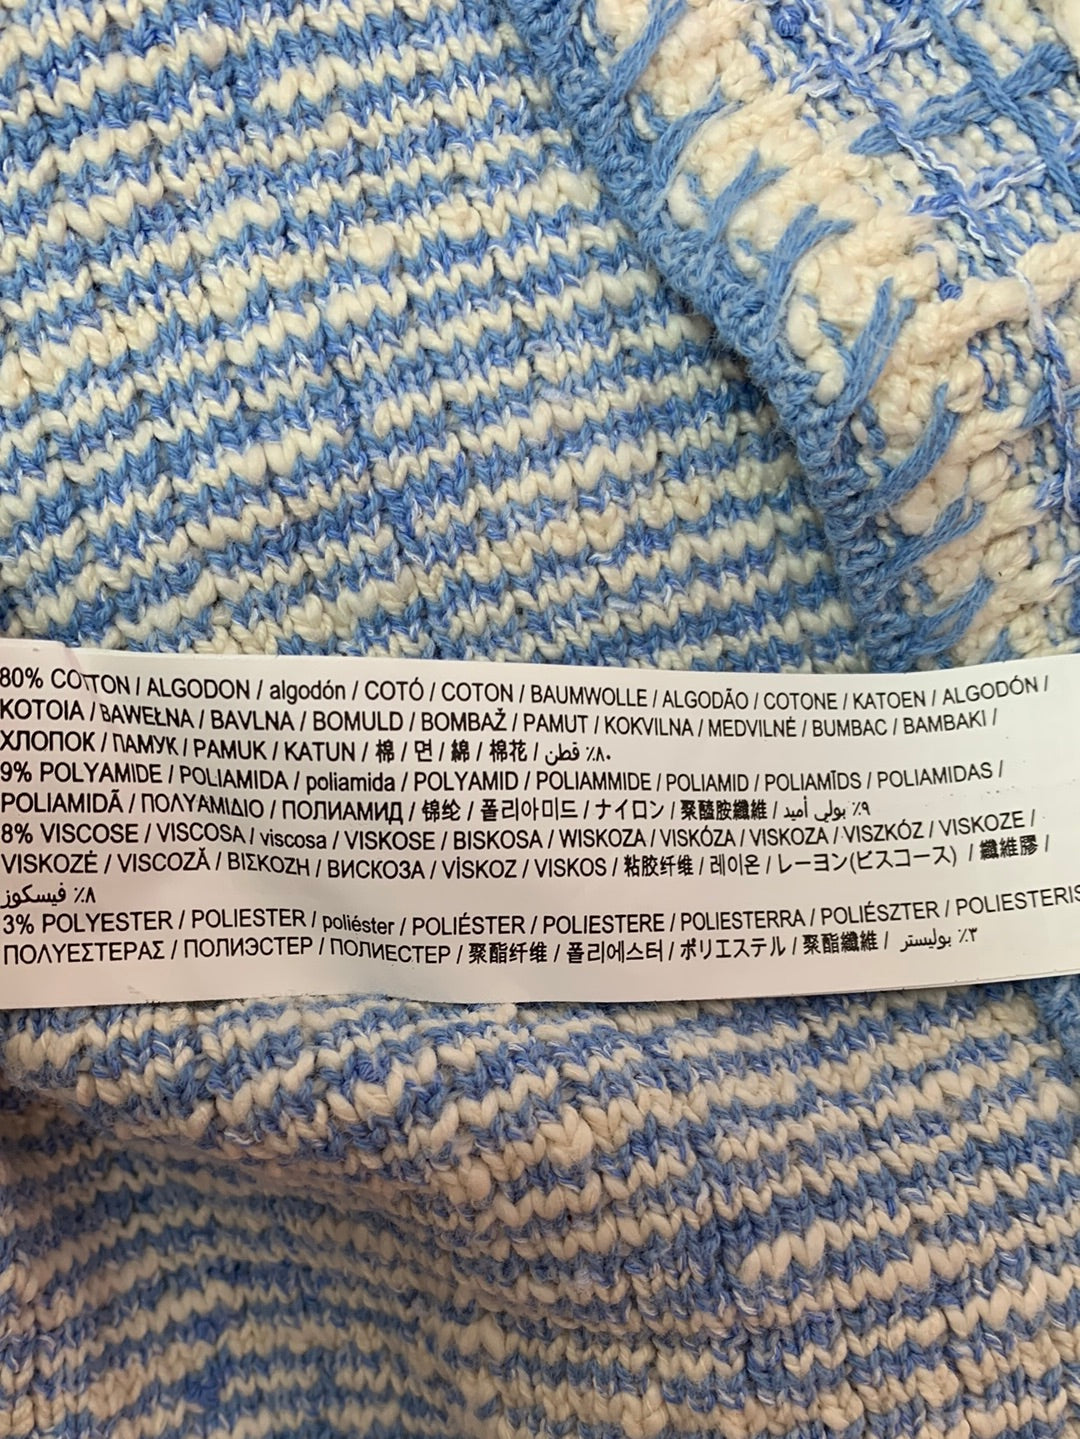 80% COTTON / ALGODON / algodón / COTÓ / COTON / BAUMWOLLE / ALGODÃO / COTONE / KATOEN / ALGODÓN /
KOTOIA / BAWEŁNA / BAVLNA / BOMULD / BOMBAŽ / PAMUT / KOKVILNA / MEDVILNĖ / BUMBAC / BAMBAKI /
ХЛОПОК / ПАМУК / PAMUK / KATUN / 棉 / 면 / 綿 / 棉花 / قطن ٪٨٠
9% POLYAMIDE / POLIAMIDA / poliamida / POLYAMID / POLIAMMIDE / POLIAMID / POLIAMĪDS / POLIAMIDAS /
POLIAMIDĂ / ΠΟΛΥΑΜΙΔΙΟ / ПОЛИАМИД / 锦纶 / 폴리아미드 / ナイロン / 聚醯胺纖維 / بولي أميد ٪٩
8% VISCOSE / VISCOSA / viscosa / VISKOSE / BISKOSA / WISKOZA / VISKÓZA / VISKOZA / VISZKÓZ / VISKOZE /
VISKOZĖ / VISCOZĂ / ΒΙΣΚΟΖΗ / ВИСКОЗА / VİSKOZ / VISKOS / 粘胶纤维 / 레이온 / レーヨン(ビスコース) / 纖維膠 /
فيسكوز ٪٨
3% POLYESTER / POLIESTER / poliéster / POLIÉSTER / POLIESTERE / POLIESTERRA / POLIÉSZTER / POLIESTERIS
ΠΟΛΥΕΣΤΕΡΑΣ / ПОЛИЭСТЕР / ПОЛИЕСТЕР / 聚酯纤维 / 폴리에스터 / ポリエステル / 聚酯纖維 / بوليستر ٪٣